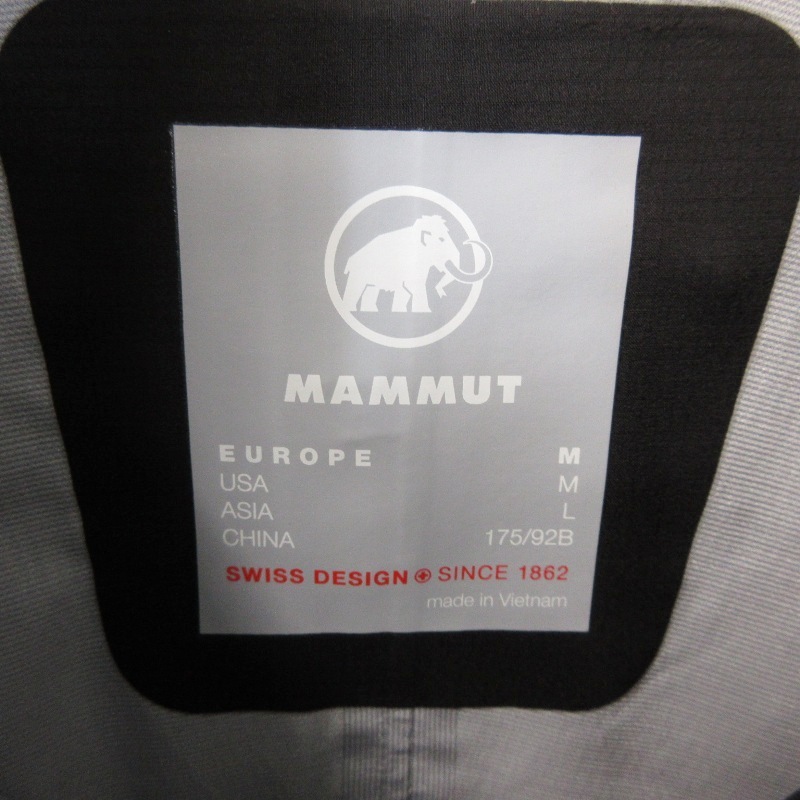 MAMMUT
EUROPE M
USA M
ASIA L
CHINA 175/92B
SWISS DESIGN SINCE 1862
made in Vietnam